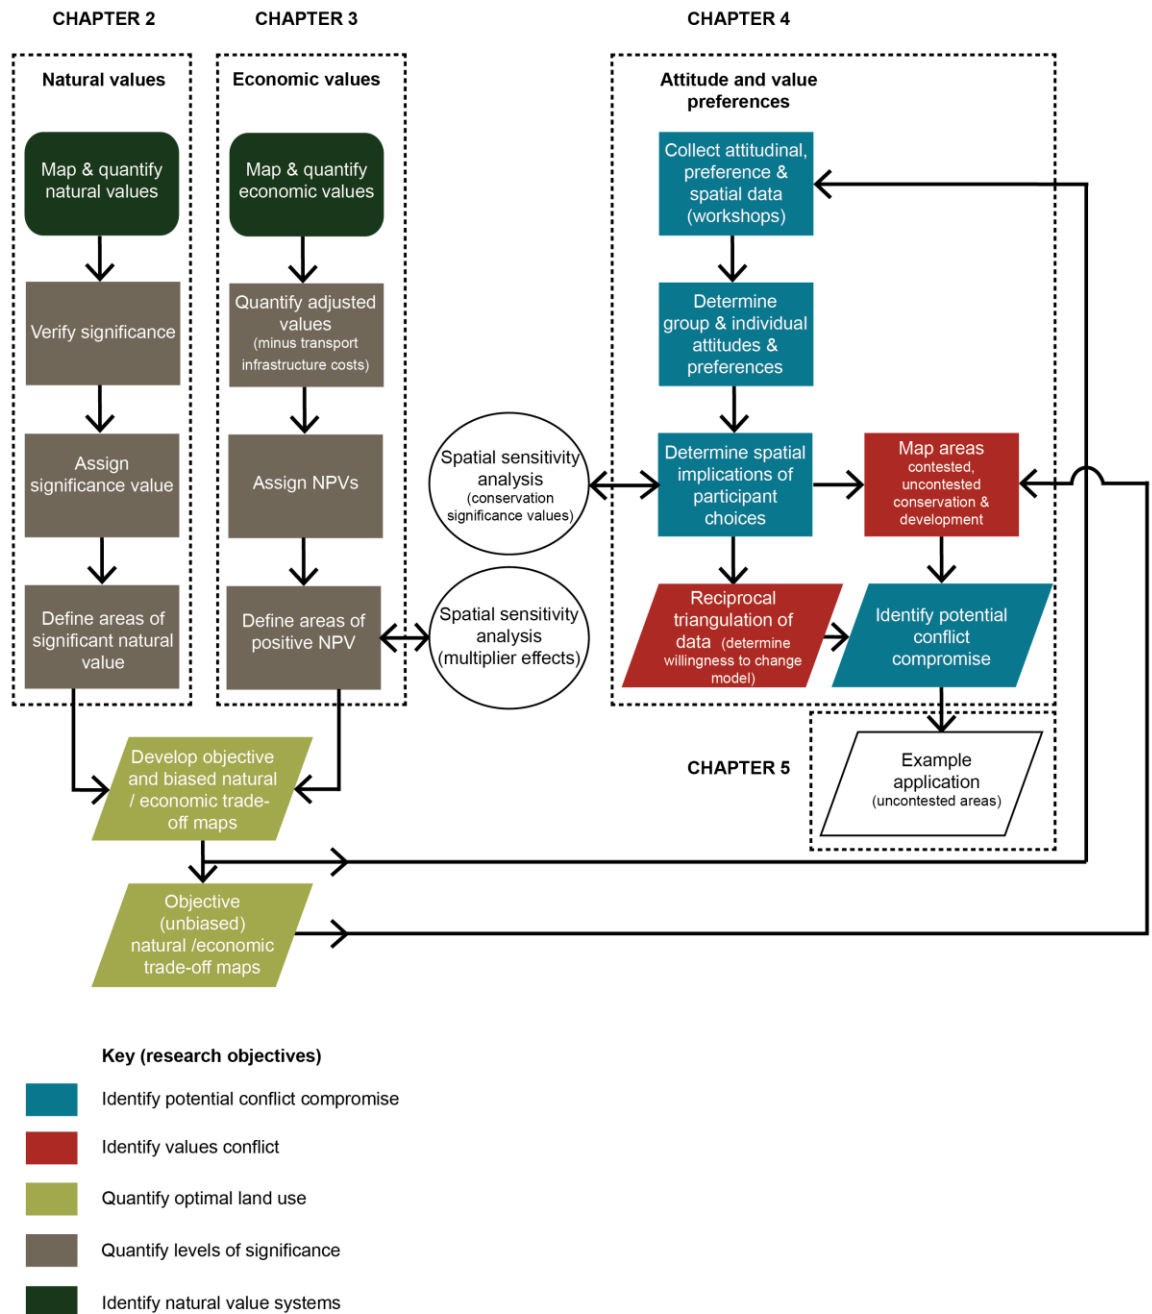 CHAPTER 2
CHAPTER 3
CHAPTER 4
Natural values
Map & quantify
natural values
Verify significance
Assign
significance value
Define areas of
significant natural
value
Economic values
Map & quantify
economic values
Quantify adjusted
values
(minus transport
infrastructure costs)
Assign NPVs
Define areas of
positive NPV
Spatial sensitivity
analysis
(conservation
significance values)
Spatial sensitivity
analysis
(multiplier effects)
Attitude and value
preferences
Collect attitudinal,
preference &
spatial data
(workshops)
Determine
group & individual
attitudes &
preferences
Determine spatial
implications of
participant
choices
Map areas
contested,
uncontested
conservation &
development
Reciprocal
triangulation of
data (determine
willingness to change
model)
Identify potential
conflict
compromise
CHAPTER 5
Example
application
(uncontested areas)
Develop objective
and biased natural
/ economic trade-
off maps
Objective
(unbiased)
natural /economic
trade-off maps
Key (research objectives)
Identify potential conflict compromise
Identify values conflict
Quantify optimal land use
Quantify levels of significance
Identify natural value systems